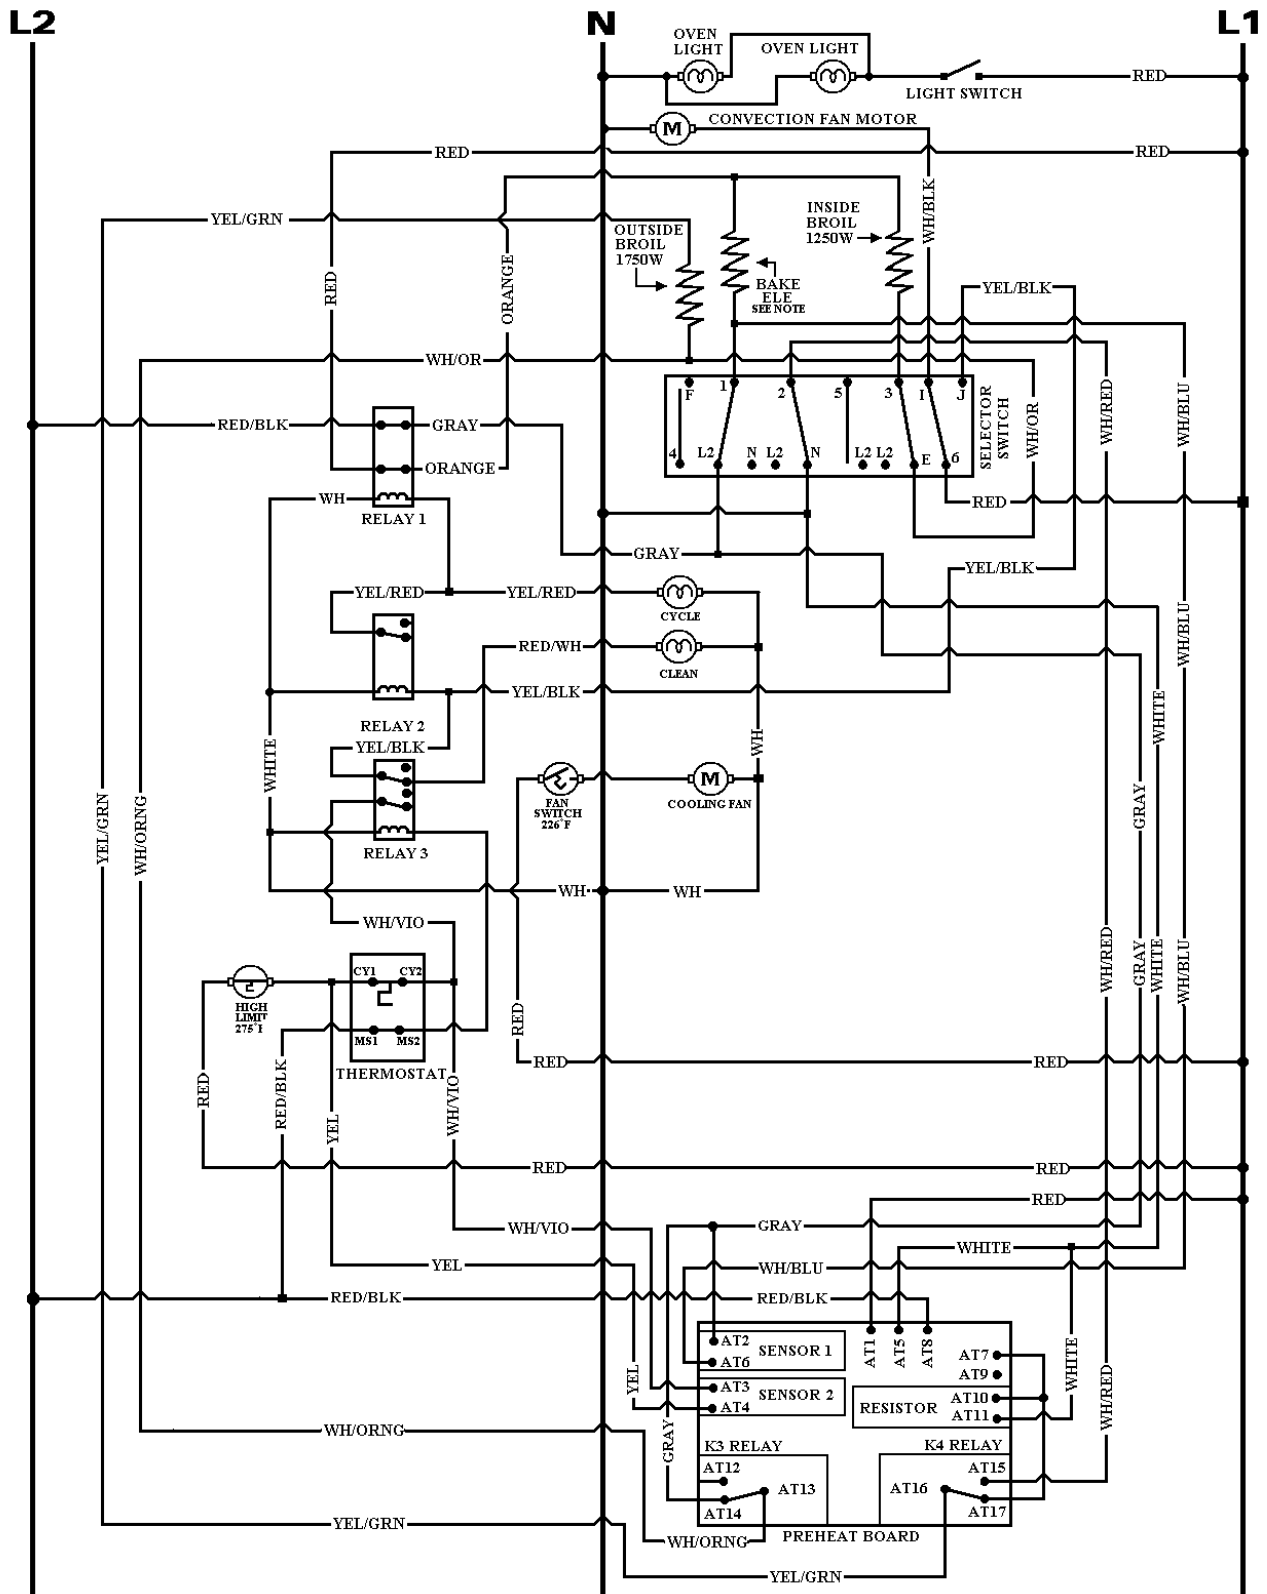 L2
N
L1
OVEN
LIGHT
OVEN LIGHT
RED
LIGHT SWITCH
CONVECTION FAN MOTOR
M
RED
RED
WH/BLK
YEL/GRN
OUTSIDE
BROIL
1750W
INSIDE
BROIL
1250W
RED
ORANGE
BAKE
ELE
SEE NOTE
YEL/BLK
WH/OR
F
1
2
5
3
I
J
4
L2
N
L2
N
L2
L2
E
6
SELECTOR
SWITCH
WH/OR
WH/RED
WH/BLU
RED/BLK
GRAY
ORANGE
WH
RELAY 1
RED
GRAY
YEL/BLK
YEL/RED
YEL/RED
CYCLE
WH/BLU
RED/WH
CLEAN
YEL/BLK
RELAY 2
YEL/BLK
WHITE
WH
WHITE
M
FAN
SWITCH
226°F
COOLING FAN
GRAY
YEL/GRN
WH/ORNG
RELAY 3
WH
WH
WH/VIO
WH/RED
GRAY
WHITE
WH/BLU
CY1
CY2
HIGH
LIMIT
275°F
MS1
MS2
THERMOSTAT
RED
RED
RED
RED
RED/BLK
YEL
WH/VIO
RED
RED
RED
WH/VIO
GRAY
WHITE
YEL
WH/BLU
RED/BLK
RED/BLK
AT2
AT6
SENSOR 1
AT1
AT5
AT8
AT7
AT9
WHITE
YEL
AT3
AT4
SENSOR 2
RESISTOR
AT10
AT11
WH/RED
WH/ORNG
GRAY
K3 RELAY
K4 RELAY
AT12
AT13
AT14
AT15
AT16
AT17
YEL/GRN
WH/ORNG
PREHEAT BOARD
YEL/GRN